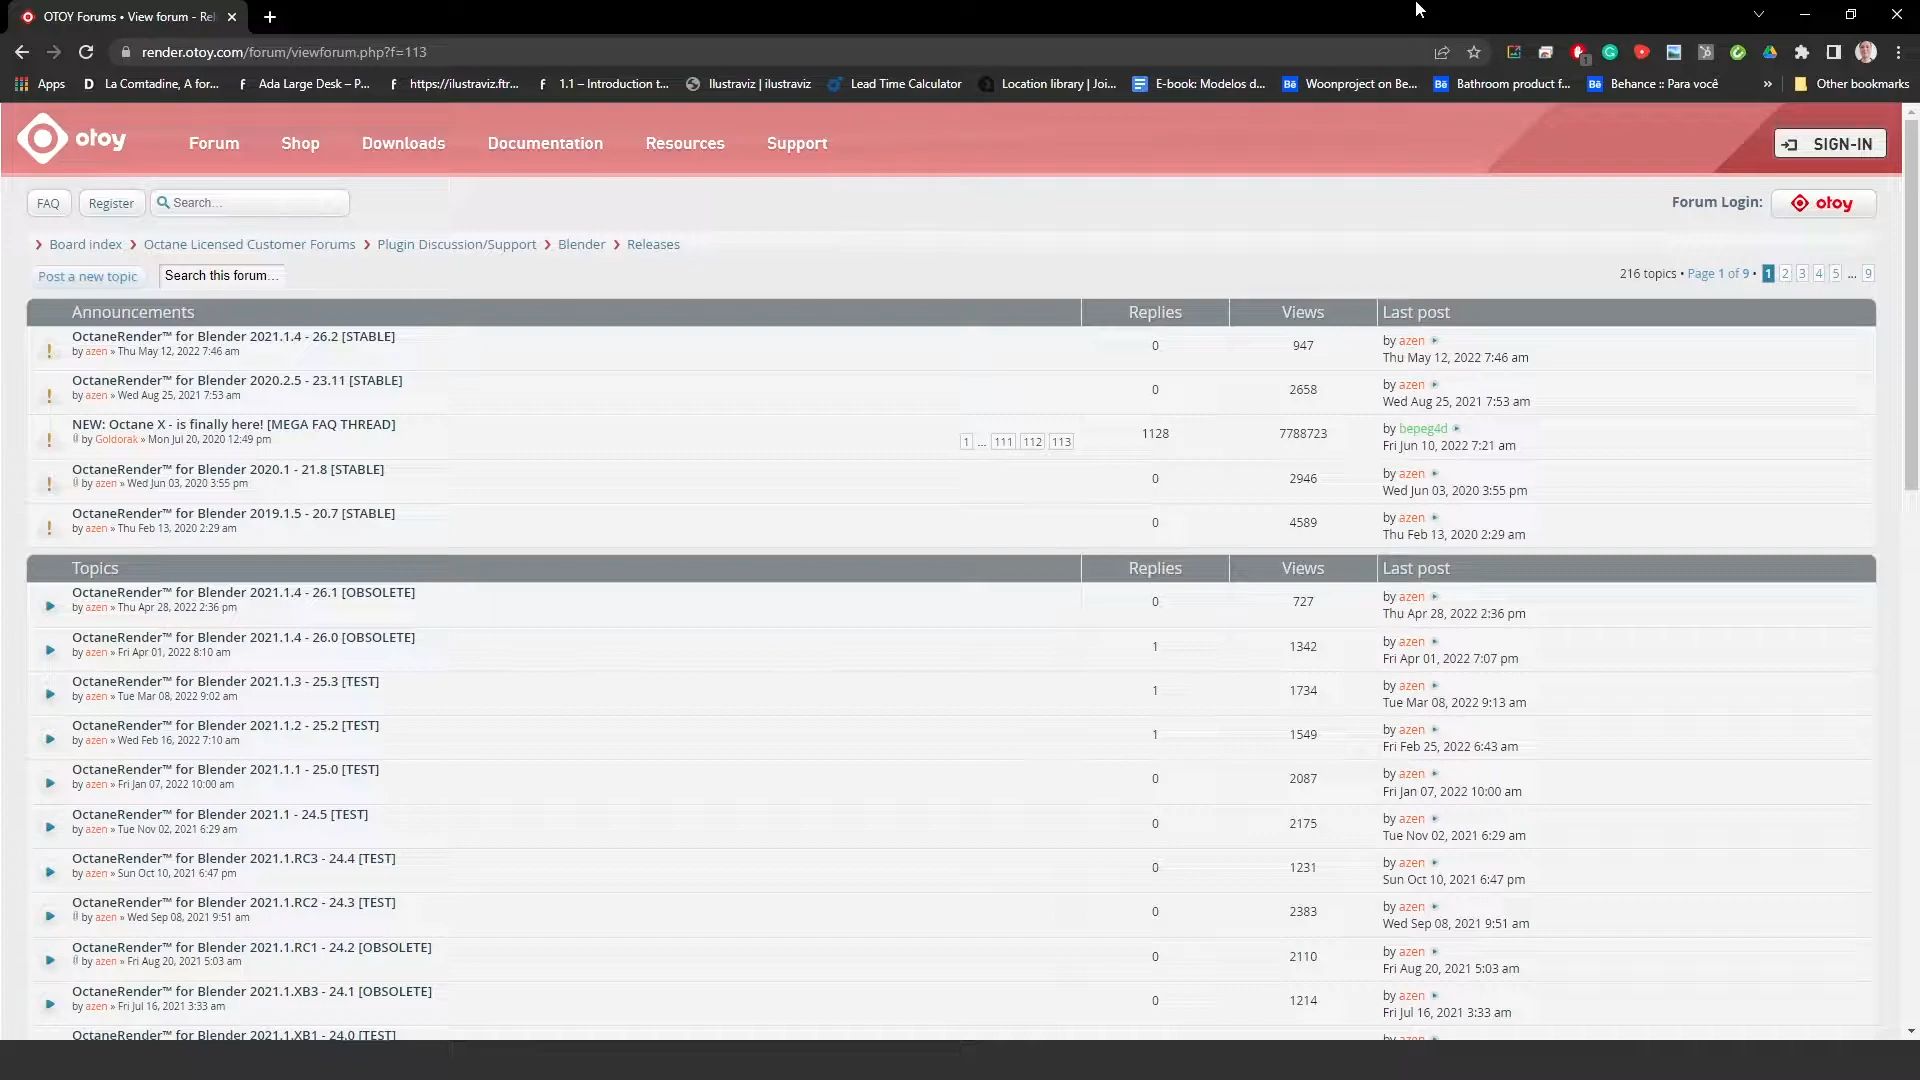 OTOY Forums • View forum - Rel
render.otoy.com/forum/viewforum.php?f=113
1
Apps
D La Comtadine, A for...
f Ada Large Desk – P...
f https://ilustraviz.ftr...
f 1.1 – Introduction t...
Ilustraviz | ilustraviz
Lead Time Calculator
Location library | Joi...
E-book: Modelos d...
Bē Woonproject on Be...
Bē Bathroom product f...
Bē Behance :: Para você
»
Other bookmarks
otoy
Forum
Shop
Downloads
Documentation
Resources
Support
SIGN-IN
FAQ
Register
Search...
Forum Login:
otoy
Board index
Octane Licensed Customer Forums
Plugin Discussion/Support
Blender
Releases
Post a new topic
Search this forum...
216 topics • Page 1 of 9 • 1 2 3 4 5 ... 9
Announcements Replies Views Last post
OctaneRender™ for Blender 2021.1.4 - 26.2 [STABLE]
by azen » Thu May 12, 2022 7:46 am
0
947
by azen
Thu May 12, 2022 7:46 am
OctaneRender™ for Blender 2020.2.5 - 23.11 [STABLE]
by azen » Wed Aug 25, 2021 7:53 am
0
2658
by azen
Wed Aug 25, 2021 7:53 am
NEW: Octane X - is finally here! [MEGA FAQ THREAD]
by Goldorak » Mon Jul 20, 2020 12:49 pm
1 ... 111 112 113
1128
7788723
by bepeg4d
Fri Jun 10, 2022 7:21 am
OctaneRender™ for Blender 2020.1 - 21.8 [STABLE]
by azen » Wed Jun 03, 2020 3:55 pm
0
2946
by azen
Wed Jun 03, 2020 3:55 pm
OctaneRender™ for Blender 2019.1.5 - 20.7 [STABLE]
by azen » Thu Feb 13, 2020 2:29 am
0
4589
by azen
Thu Feb 13, 2020 2:29 am
Topics Replies Views Last post
OctaneRender™ for Blender 2021.1.4 - 26.1 [OBSOLETE]
by azen » Thu Apr 28, 2022 2:36 pm
0
727
by azen
Thu Apr 28, 2022 2:36 pm
OctaneRender™ for Blender 2021.1.4 - 26.0 [OBSOLETE]
by azen » Fri Apr 01, 2022 8:10 am
1
1342
by azen
Fri Apr 01, 2022 7:07 pm
OctaneRender™ for Blender 2021.1.3 - 25.3 [TEST]
by azen » Tue Mar 08, 2022 9:02 am
1
1734
by azen
Tue Mar 08, 2022 9:13 am
OctaneRender™ for Blender 2021.1.2 - 25.2 [TEST]
by azen » Wed Feb 16, 2022 7:10 am
1
1549
by azen
Fri Feb 25, 2022 6:43 am
OctaneRender™ for Blender 2021.1.1 - 25.0 [TEST]
by azen » Fri Jan 07, 2022 10:00 am
0
2087
by azen
Fri Jan 07, 2022 10:00 am
OctaneRender™ for Blender 2021.1 - 24.5 [TEST]
by azen » Tue Nov 02, 2021 6:29 am
0
2175
by azen
Tue Nov 02, 2021 6:29 am
OctaneRender™ for Blender 2021.1.RC3 - 24.4 [TEST]
by azen » Sun Oct 10, 2021 6:47 pm
0
1231
by azen
Sun Oct 10, 2021 6:47 pm
OctaneRender™ for Blender 2021.1.RC2 - 24.3 [TEST]
by azen » Wed Sep 08, 2021 9:51 am
0
2383
by azen
Wed Sep 08, 2021 9:51 am
OctaneRender™ for Blender 2021.1.RC1 - 24.2 [OBSOLETE]
by azen » Fri Aug 20, 2021 5:03 am
0
2110
by azen
Fri Aug 20, 2021 5:03 am
OctaneRender™ for Blender 2021.1.XB3 - 24.1 [OBSOLETE]
by azen » Fri Jul 16, 2021 3:33 am
0
1214
by azen
Fri Jul 16, 2021 3:33 am
OctaneRender™ for Blender 2021.1.XB1 - 24.0 [TEST]
by azen